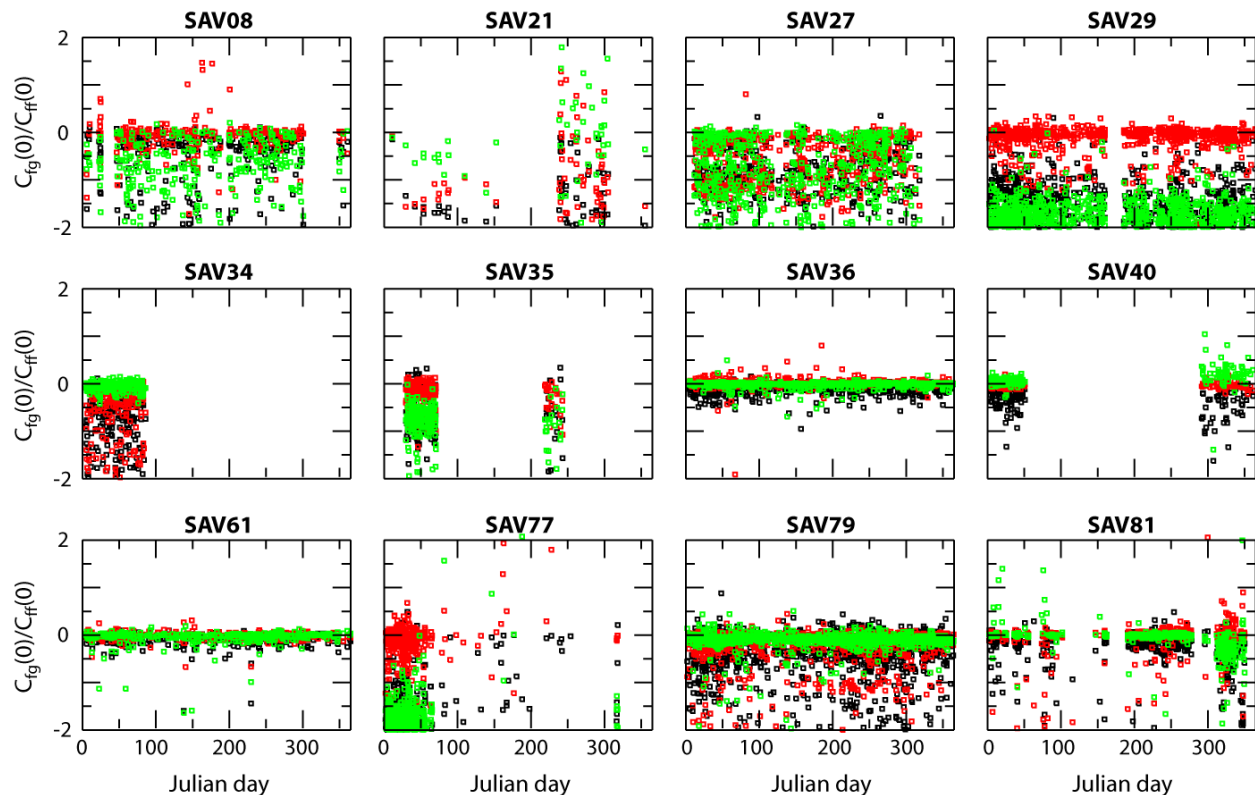 SAV08 SAV21 SAV27 SAV29
2
0
-2
C_fg(0)/C_ff(0)
SAV34 SAV35 SAV36 SAV40
2
0
-2
C_fg(0)/C_ff(0)
SAV61 SAV77 SAV79 SAV81
2
0
-2
C_fg(0)/C_ff(0)
0 100 200 300 0 100 200 300 0 100 200 300 0 100 200 300
Julian day Julian day Julian day Julian day